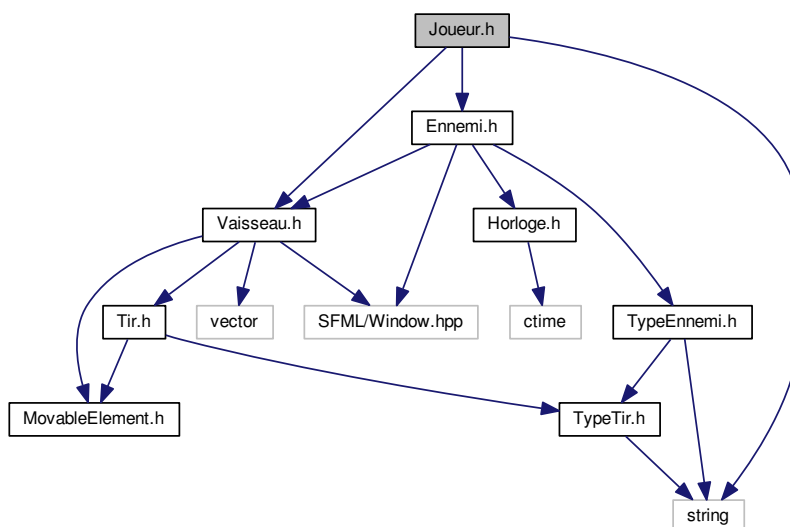 Joueur.h
Ennemi.h
Vaisseau.h
Horloge.h
Tir.h
vector
SFML/Window.hpp
ctime
TypeEnnemi.h
MovableElement.h
TypeTir.h
string